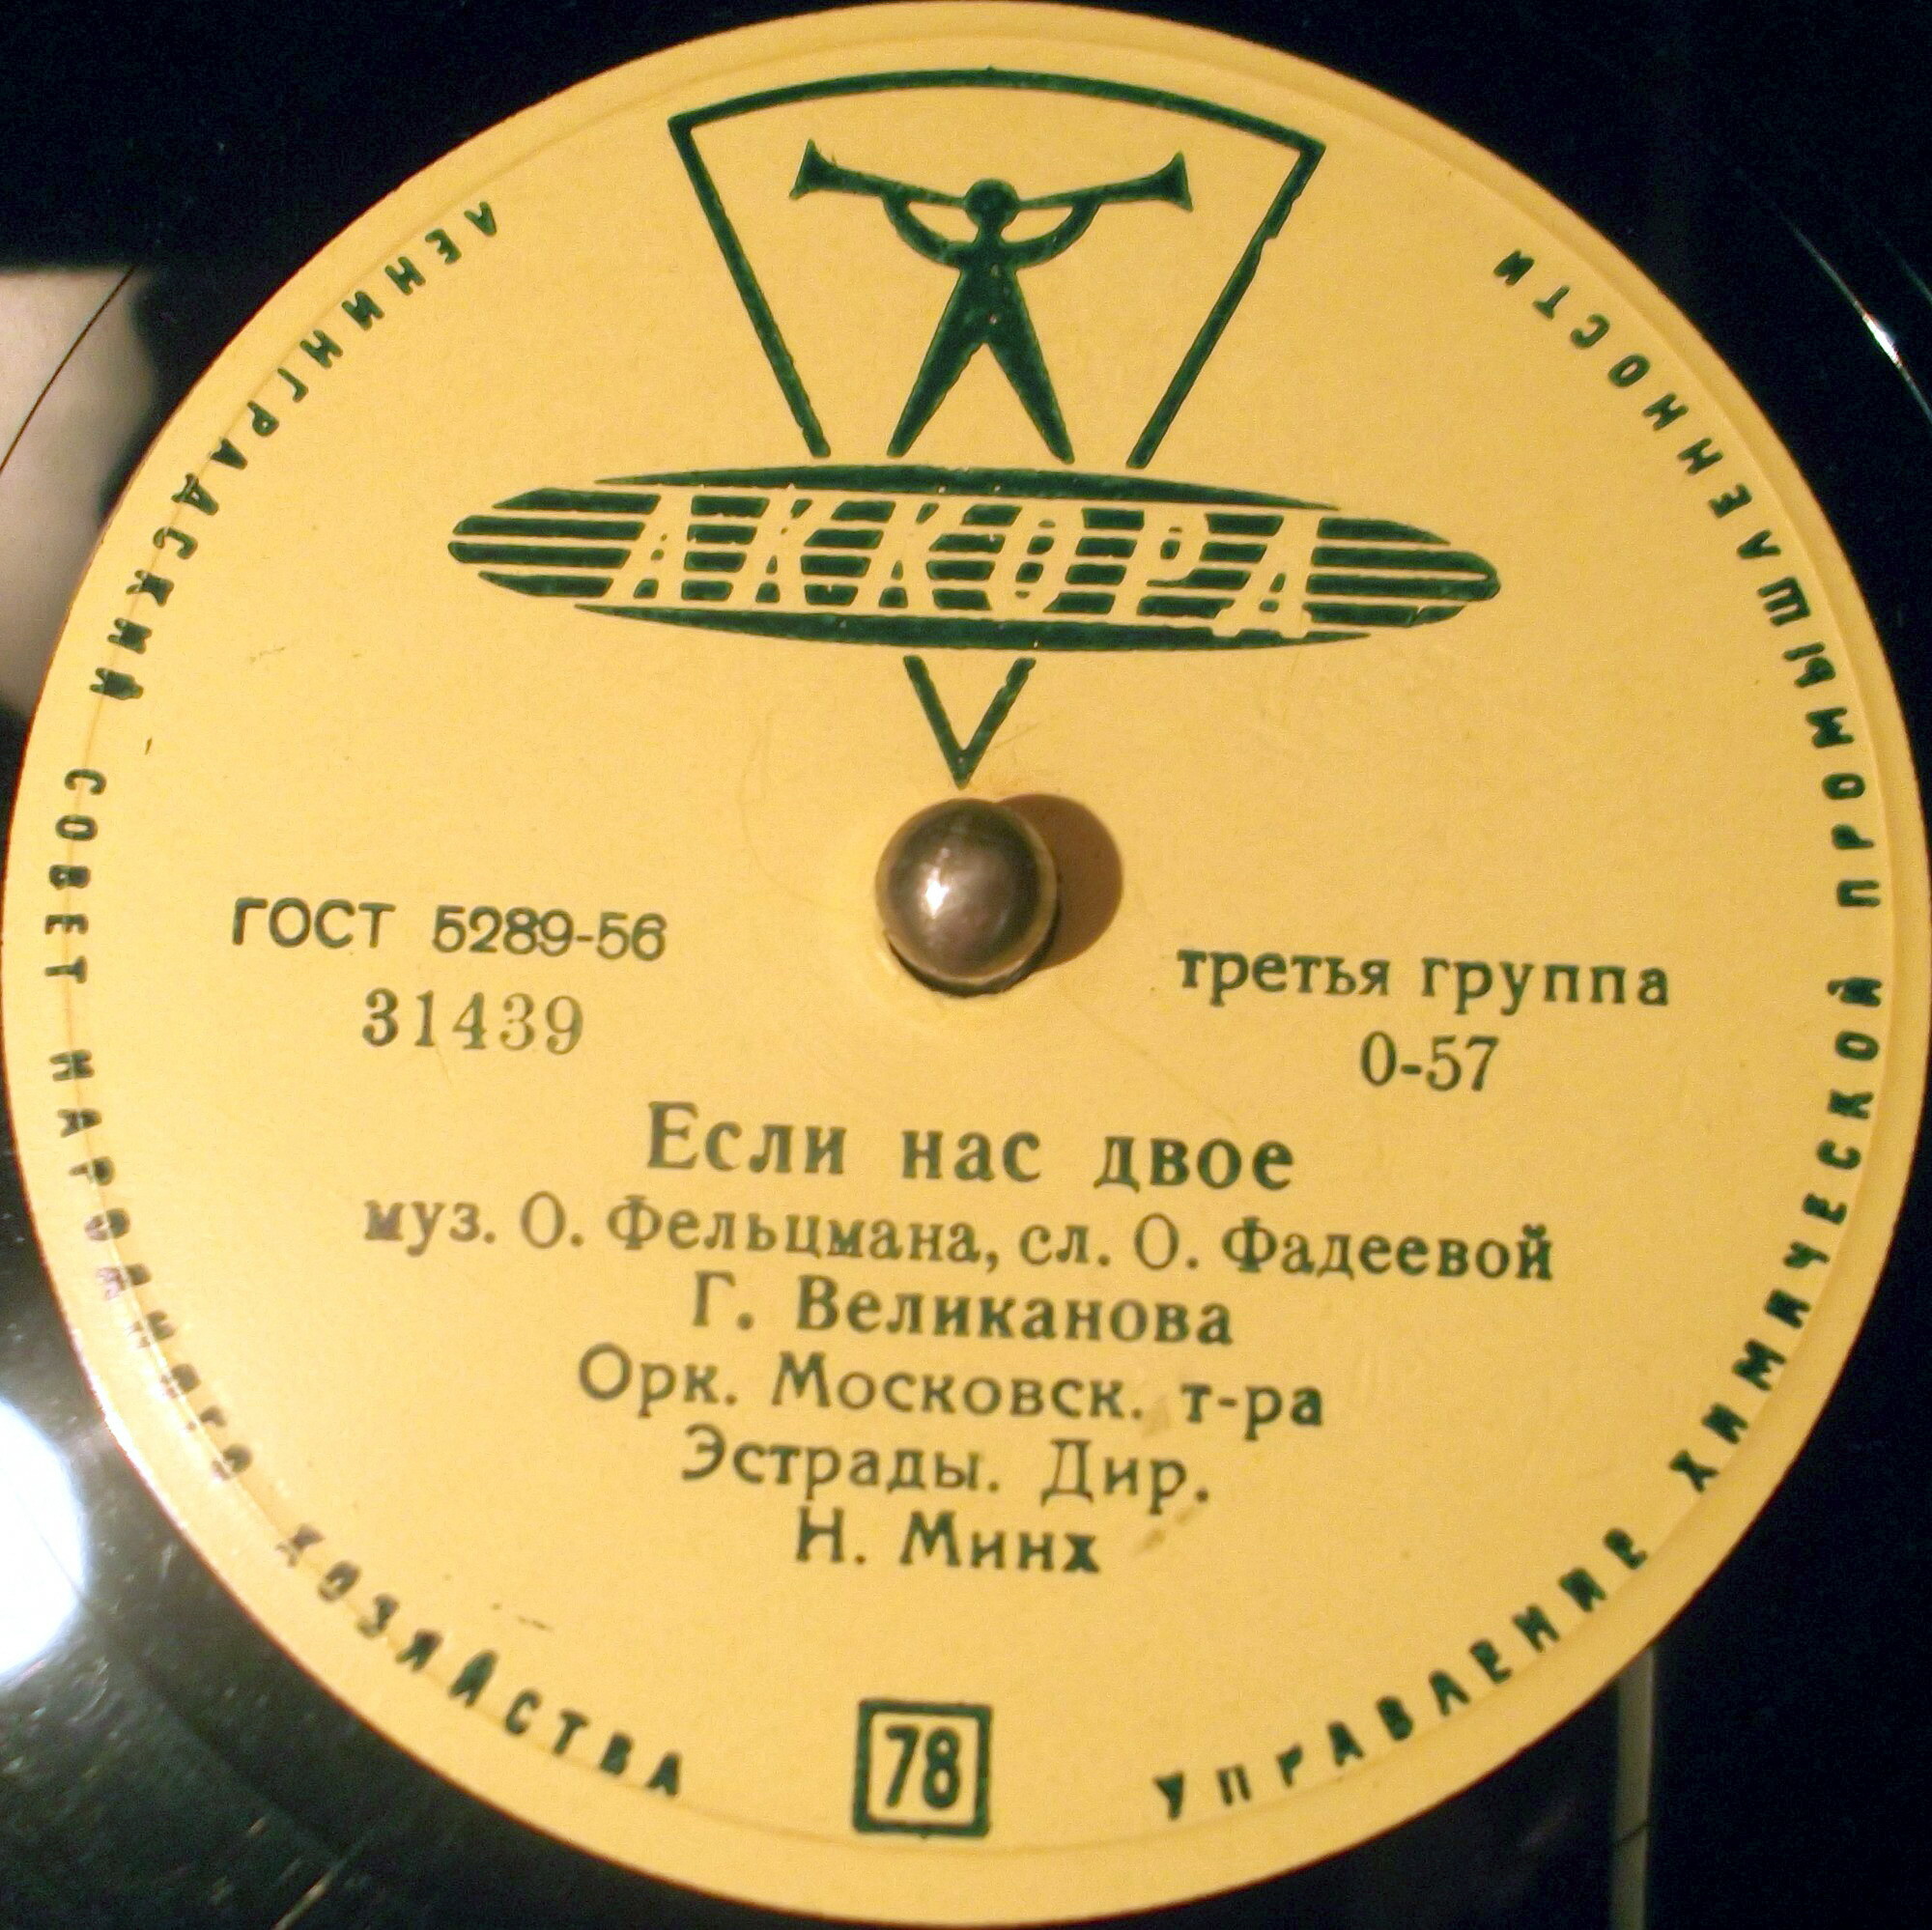 АККОРД
ЛЕНИНГРАДСКИЙ СОВЕТ НАРОДНОГО ХОЗЯЙСТВА
УПРАВЛЕНИЕ ХИМИЧЕСКОЙ ПРОМЫШЛЕННОСТИ
ГОСТ 5289-56
31439
третья группа
0-57
Если нас двое
муз. О. Фельцмана, сл. О. Фадеевой
Г. Великанова
Орк. Московск. т-ра
Эстрады. Дир.
Н. Минх
78